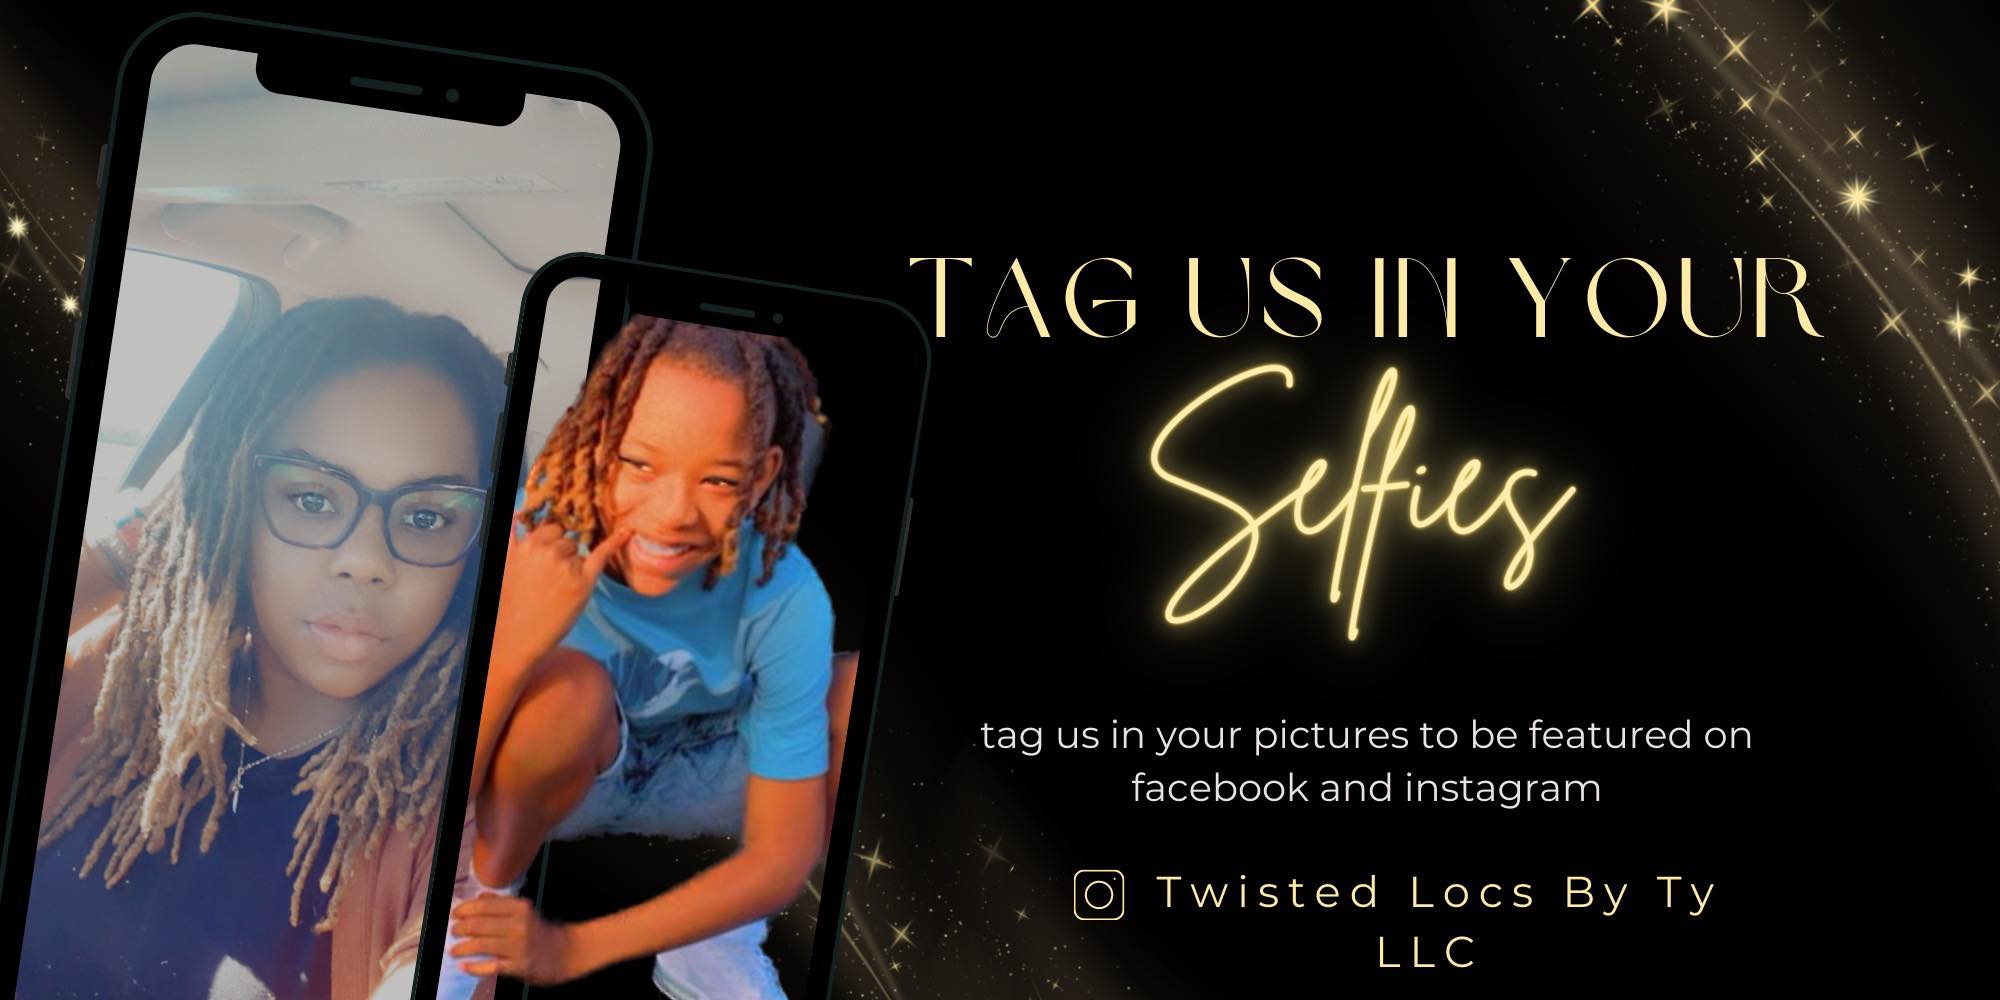 TAG US IN YOUR
Selfies
tag us in your pictures to be featured on
facebook and instagram
Twisted Locs By Ty
LLC